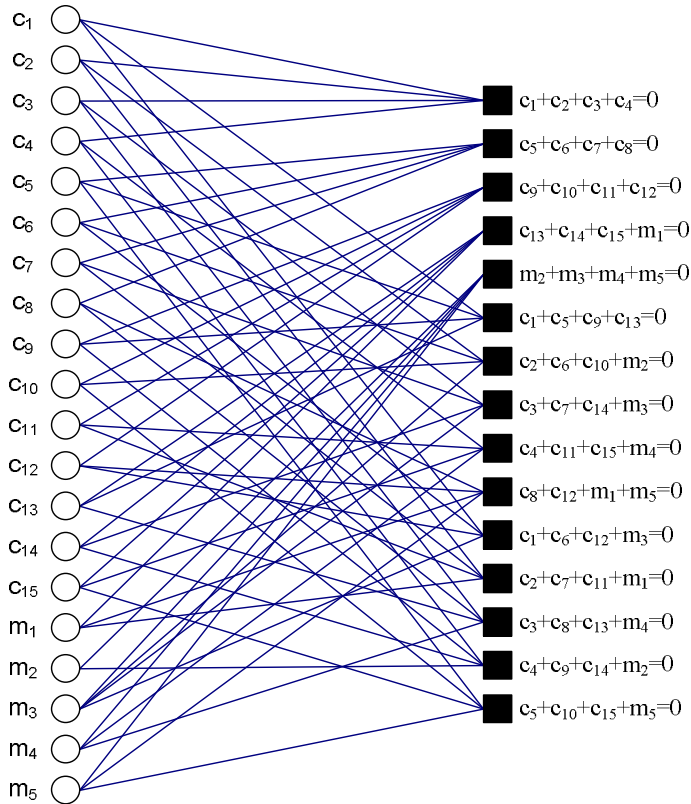 c₁
c₂
c₃
c₄
c₅
c₆
c₇
c₈
c₉
c₁₀
c₁₁
c₁₂
c₁₃
c₁₄
c₁₅
m₁
m₂
m₃
m₄
m₅
c₁+c₂+c₃+c₄=0
c₅+c₆+c₇+c₈=0
c₉+c₁₀+c₁₁+c₁₂=0
c₁₃+c₁₄+c₁₅+m₁=0
m₂+m₃+m₄+m₅=0
c₁+c₅+c₉+c₁₃=0
c₂+c₆+c₁₀+m₂=0
c₃+c₇+c₁₄+m₃=0
c₄+c₁₁+c₁₅+m₄=0
c₈+c₁₂+m₁+m₅=0
c₁+c₆+c₁₂+m₃=0
c₂+c₇+c₁₁+m₁=0
c₃+c₈+c₁₃+m₄=0
c₄+c₉+c₁₄+m₂=0
c₅+c₁₀+c₁₅+m₅=0